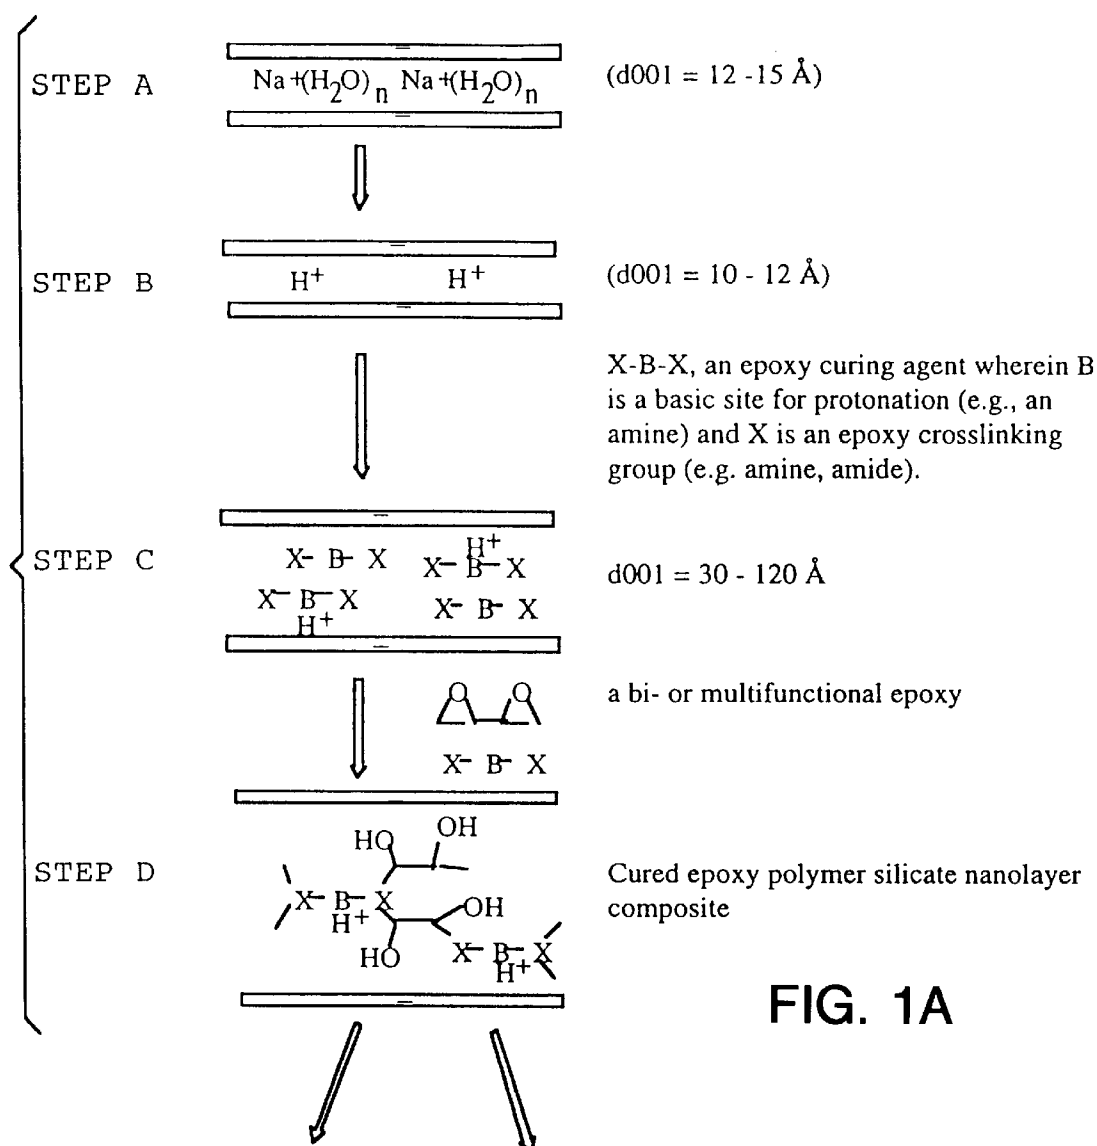 STEP A
Na+(H2O)n Na+(H2O)n
(d001 = 12 -15 Å)
STEP B
H+ H+
(d001 = 10 - 12 Å)
X-B-X, an epoxy curing agent wherein B
is a basic site for protonation (e.g., an
amine) and X is an epoxy crosslinking
group (e.g. amine, amide).
STEP C
H+
X- B- X X-B-X
X-B-X X- B- X
H+
d001 = 30 - 120 Å
O O
a bi- or multifunctional epoxy
X- B- X
STEP D
HO OH
X-B-X
H+
OH
HO
X-B-X
H+
Cured epoxy polymer silicate nanolayer
composite
FIG. 1A